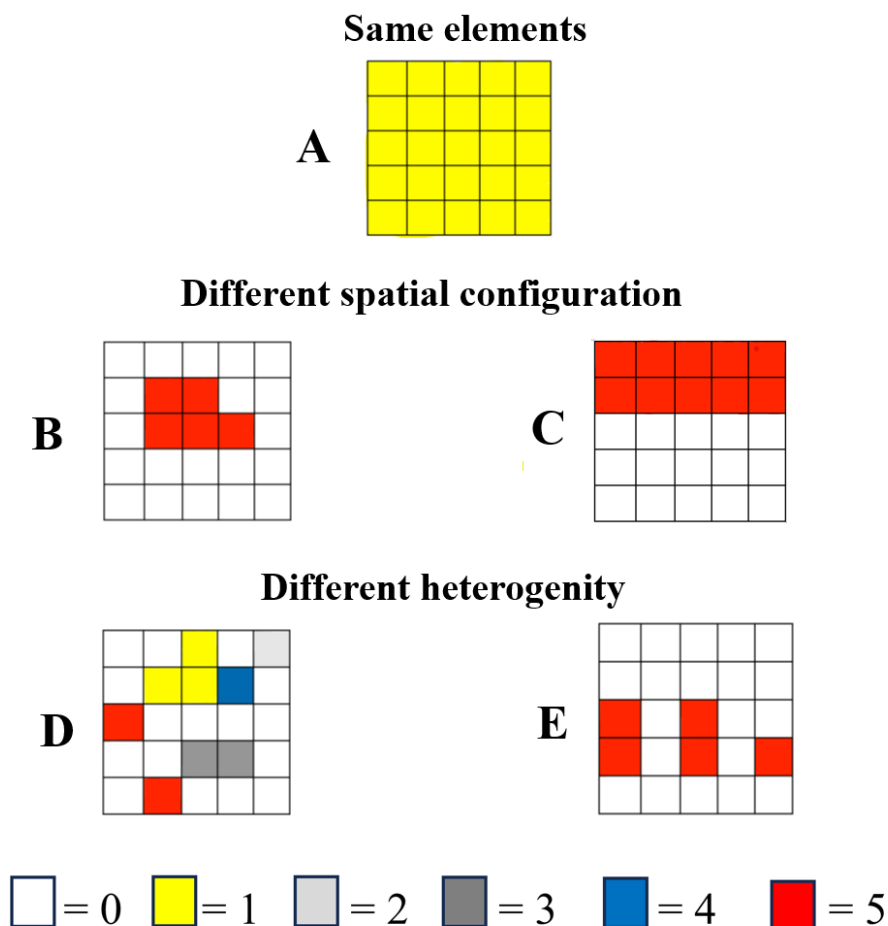 Same elements
A
Different spatial configuration
B C
Different heterogenity
D E
= 0 = 1 = 2 = 3 = 4 = 5